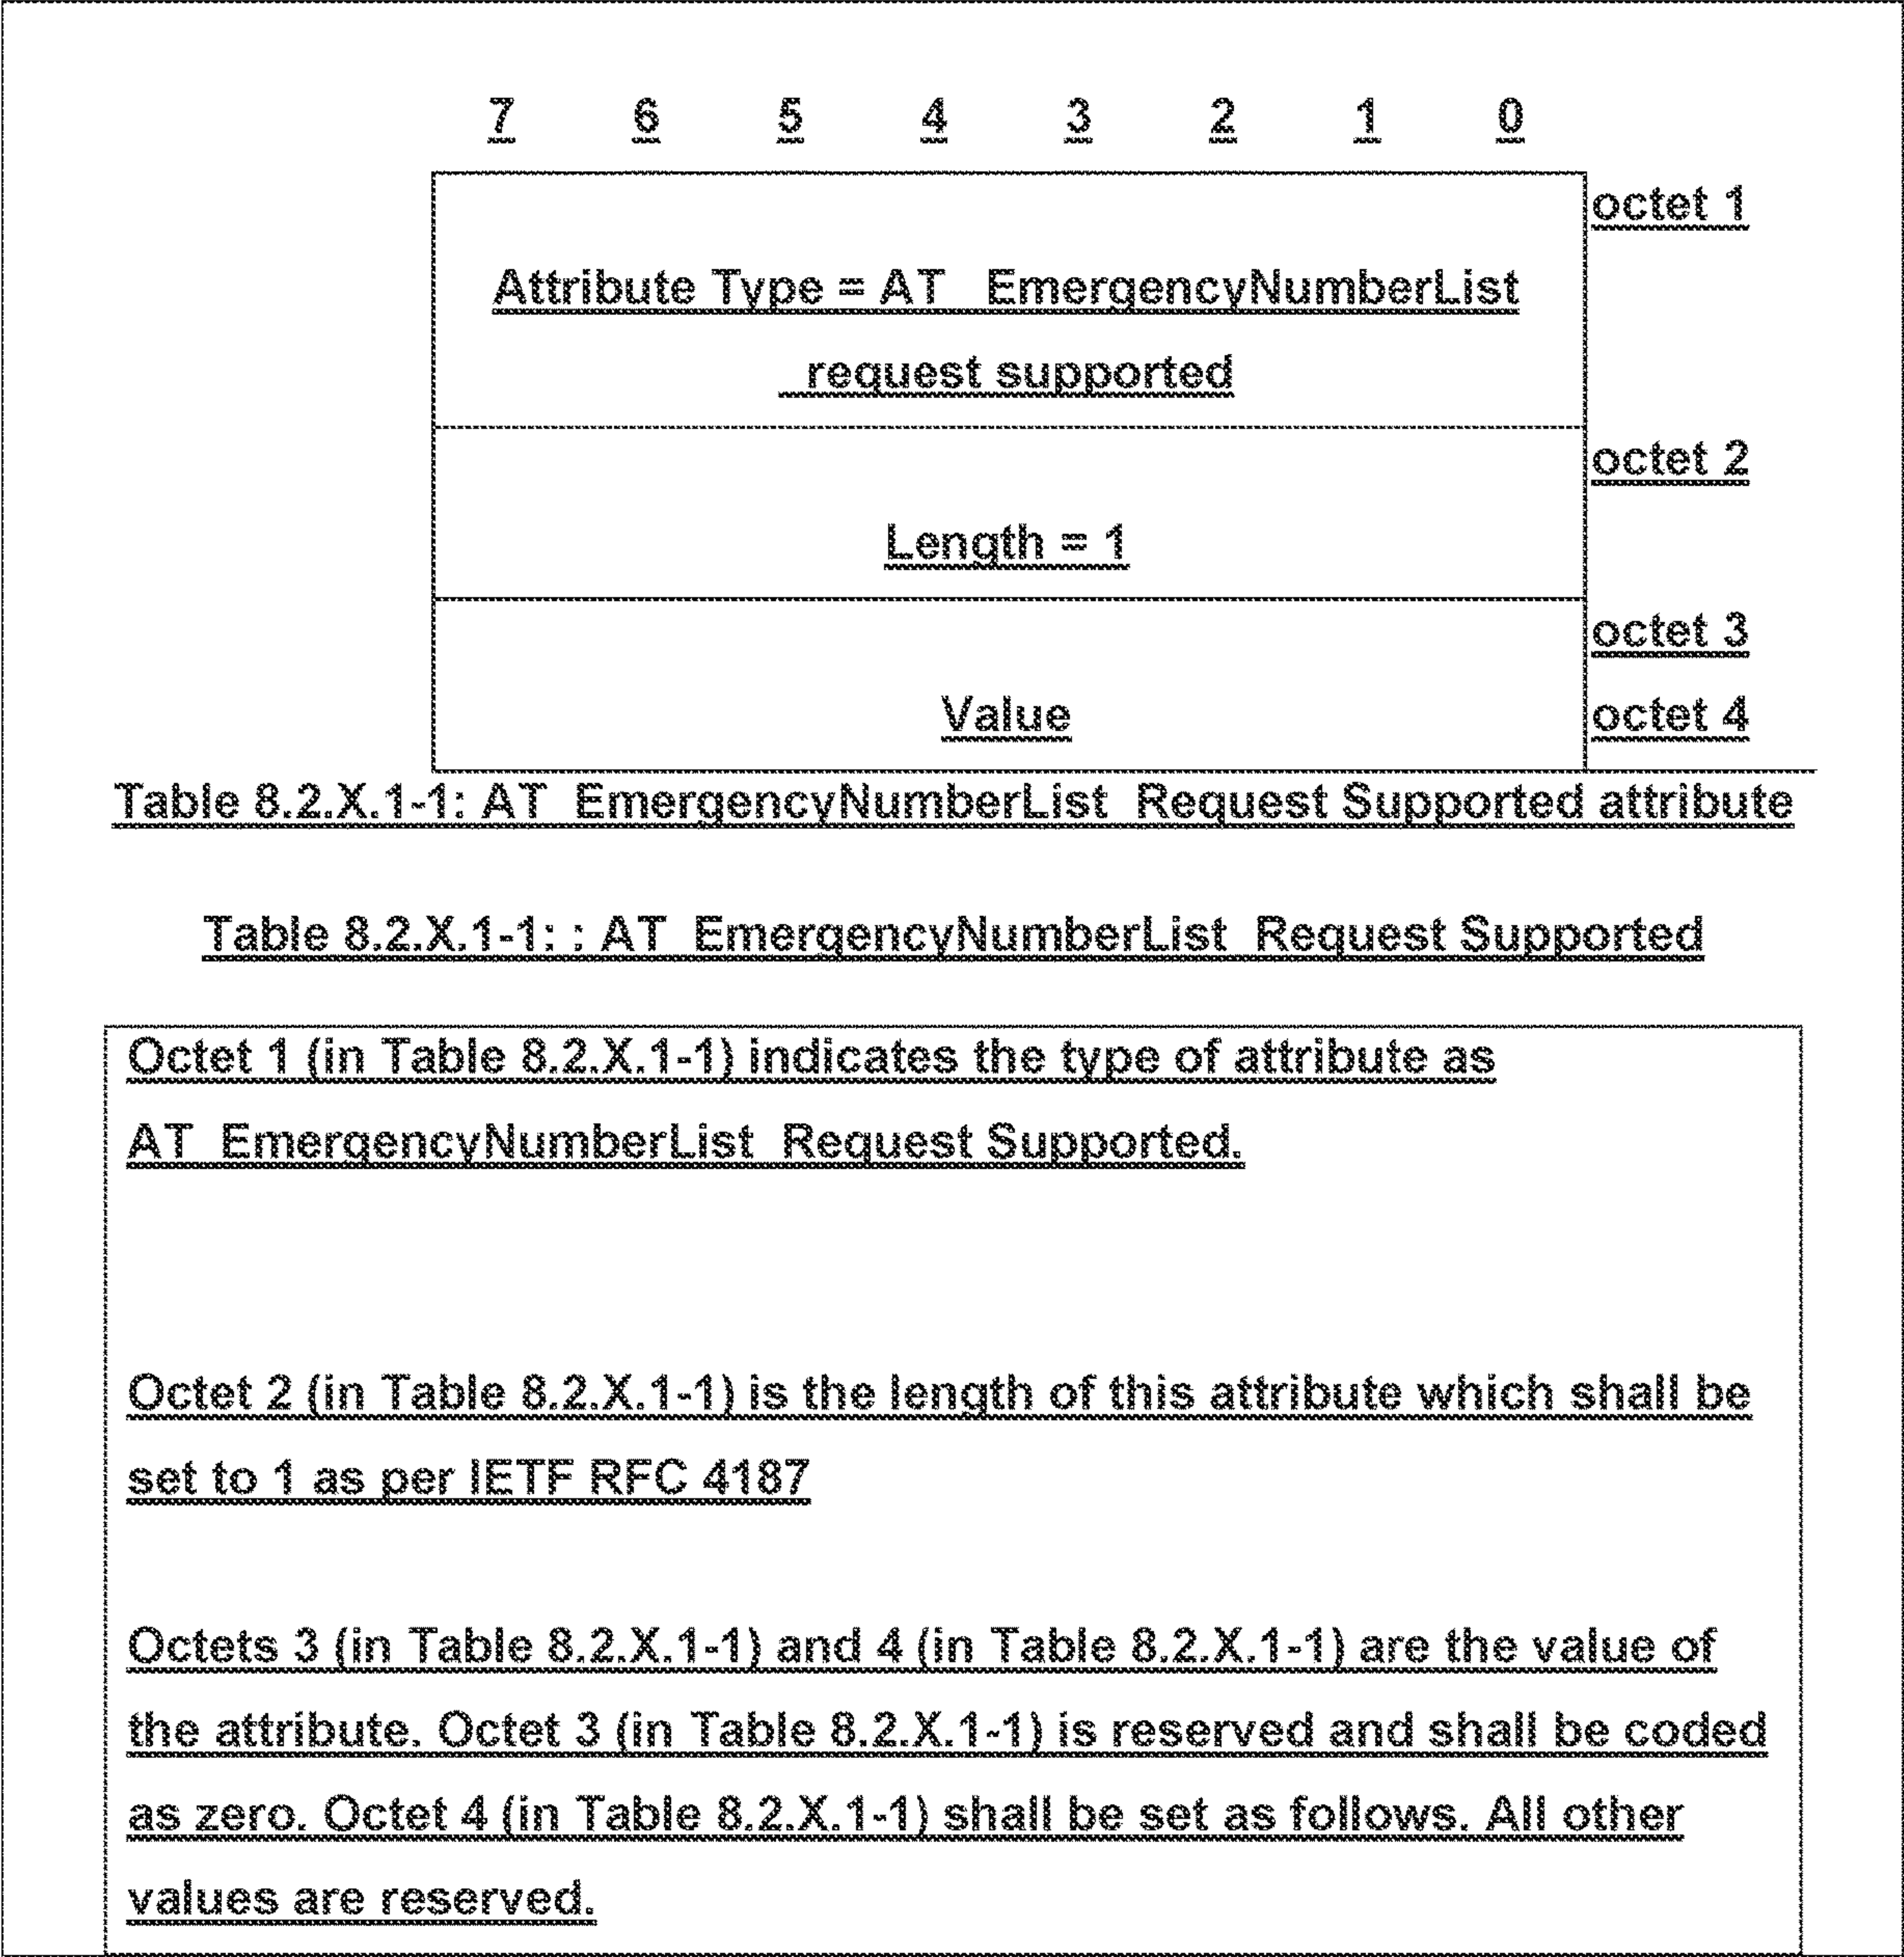 7 6 5 4 3 2 1 0
octet 1
Attribute Type = AT_EmergencyNumberList
_request supported
octet 2
Length = 1
octet 3
Value octet 4
Table 8.2.X.1-1: AT_EmergencyNumberList_Request Supported attribute
Table 8.2.X.1-1: : AT_EmergencyNumberList_Request Supported
Octet 1 (in Table 8.2.X.1-1) indicates the type of attribute as
AT_EmergencyNumberList_Request Supported.
Octet 2 (in Table 8.2.X.1-1) is the length of this attribute which shall be
set to 1 as per IETF RFC 4187
Octets 3 (in Table 8.2.X.1-1) and 4 (in Table 8.2.X.1-1) are the value of
the attribute. Octet 3 (in Table 8.2.X.1-1) is reserved and shall be coded
as zero. Octet 4 (in Table 8.2.X.1-1) shall be set as follows. All other
values are reserved.